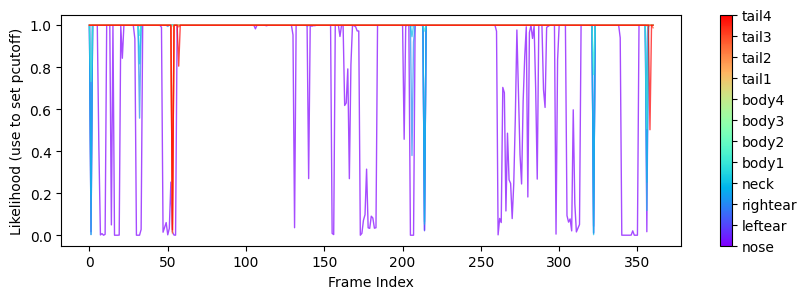 Likelihood (use to set pcutoff)
1.0
0.8
0.6
0.4
0.2
0.0
0 50 100 150 200 250 300 350
Frame Index
tail4
tail3
tail2
tail1
body4
body3
body2
body1
neck
rightear
leftear
nose